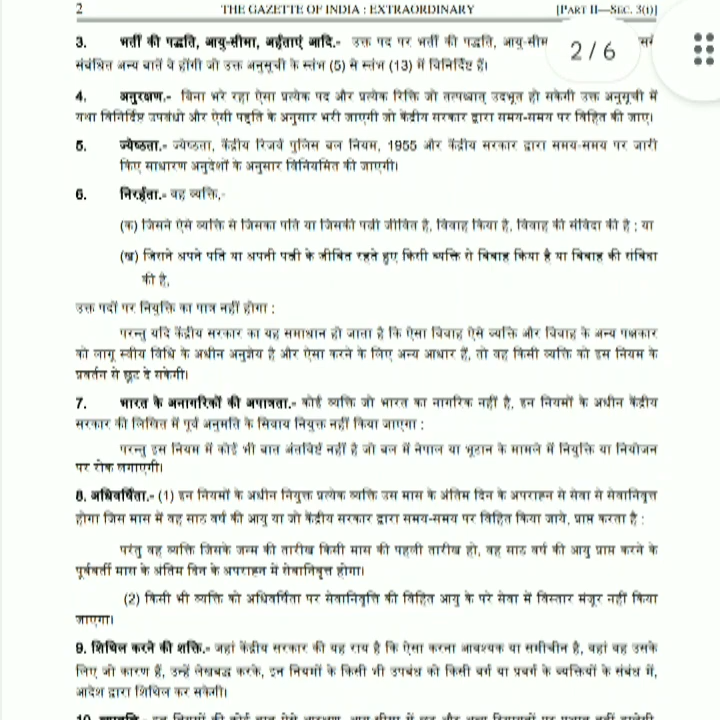 2 THE GAZETTE OF INDIA : EXTRAORDINARY [PART II—SEC. 3(i)]
3. भर्ती की पद्धति, आयु-सीमा, अर्हताएं आदि.- उक्त पद पर भर्ती की पद्धति, आयु-सीम
2/6
संबंधित अन्य बातें वे होंगी जो उक्त अनुसूची के स्तंभ (5) से स्तंभ (13) में विनिर्दिष्ट हैं।
4. अनुरक्षण.- बिना भरे रहा ऐसा प्रत्येक पद और प्रत्येक रिक्ति जो तत्पश्चात् उदभूत हो सकेगी उक्त अनुसूची में
यथा विनिर्दिष्ट उपबंधों और ऐसी पद्दति के अनुसार भरी जाएगी जो केंद्रीय सरकार द्वारा समय-समय पर विहित की जाए।
5. ज्येष्ठता.- ज्येष्ठता, केंद्रीय रिजर्व पुलिस बल नियम, 1955 और केंद्रीय सरकार द्वारा समय-समय पर जारी
किए साधारण अनुदेशों के अनुसार विनियमित की जाएगी।
6. निरर्हता.- वह व्यक्ति,-
(क) जिसने ऐसे व्यक्ति से जिसका पति या जिसकी पत्नी जीवित है, विवाह किया है, विवाह की संविदा की है ; या
(ख) जिसने अपने पति या अपनी पत्नी के जीवित रहते हुए किसी व्यक्ति से विवाह किया है या विवाह की संविदा
की है,
उक्त पदों पर नियुक्ति का पात्र नहीं होगा :
परन्तु यदि केंद्रीय सरकार का यह समाधान हो जाता है कि ऐसा विवाह ऐसे व्यक्ति और विवाह के अन्य पक्षकार
को लागू स्वीय विधि के अधीन अनुज्ञेय है और ऐसा करने के लिए अन्य आधार हैं, तो वह किसी व्यक्ति को इस नियम के
प्रवर्तन से छूट दे सकेगी।
7. भारत के अनागरिकों की अपात्रता.- कोई व्यक्ति जो भारत का नागरिक नहीं है, इन नियमों के अधीन केंद्रीय
सरकार की लिखित में पूर्व अनुमति के सिवाय नियुक्त नहीं किया जाएगा :
परन्तु इस नियम में कोई भी बात अंतर्विष्ट नहीं है जो बल में नेपाल या भूटान के मामले में नियुक्ति या नियोजन
पर रोक लगाएगी।
8. अधिवर्षिता.- (1) इन नियमों के अधीन नियुक्त प्रत्येक व्यक्ति उस मास के अंतिम दिन के अपराह्न से सेवा से सेवानिवृत्त
होगा जिस मास में वह साठ वर्ष की आयु या जो केंद्रीय सरकार द्वारा समय-समय पर विहित किया जाये, प्राप्त करता है :
परंतु वह व्यक्ति जिसके जन्म की तारीख किसी मास की पहली तारीख हो, वह साठ वर्ष की आयु प्राप्त करने के
पूर्ववर्ती मास के अंतिम दिन के अपराह्न में सेवानिवृत्त होगा।
(2) किसी भी व्यक्ति को अधिवर्षिता पर सेवानिवृत्ति की विहित आयु के परे सेवा में विस्तार मंजूर नहीं किया
जाएगा।
9. शिथिल करने की शक्ति.- जहां केंद्रीय सरकार की यह राय है कि ऐसा करना आवश्यक या समीचीन है, वहां वह उसके
लिए जो कारण हैं, उन्हें लेखबद्ध करके, इन नियमों के किसी भी उपबंध को किसी वर्ग या प्रवर्ग के व्यक्तियों के संबंध में,
आदेश द्वारा शिथिल कर सकेगी।